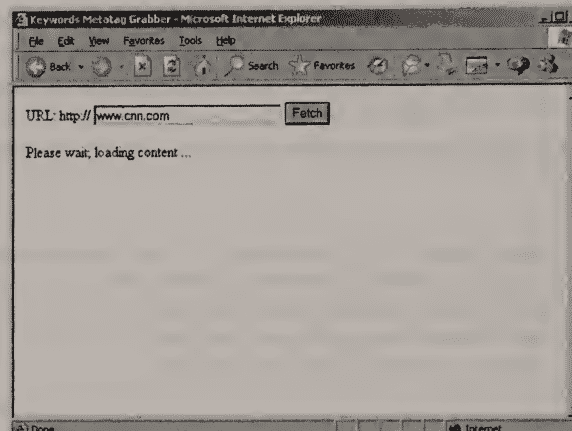 Keywords Metatag Grabber - Microsoft Internet Explorer
File Edit View Favorites Tools Help
Back Search Favorites
URL: http:// www.cnn.com Fetch
Please wait, loading content ...
Done Internet